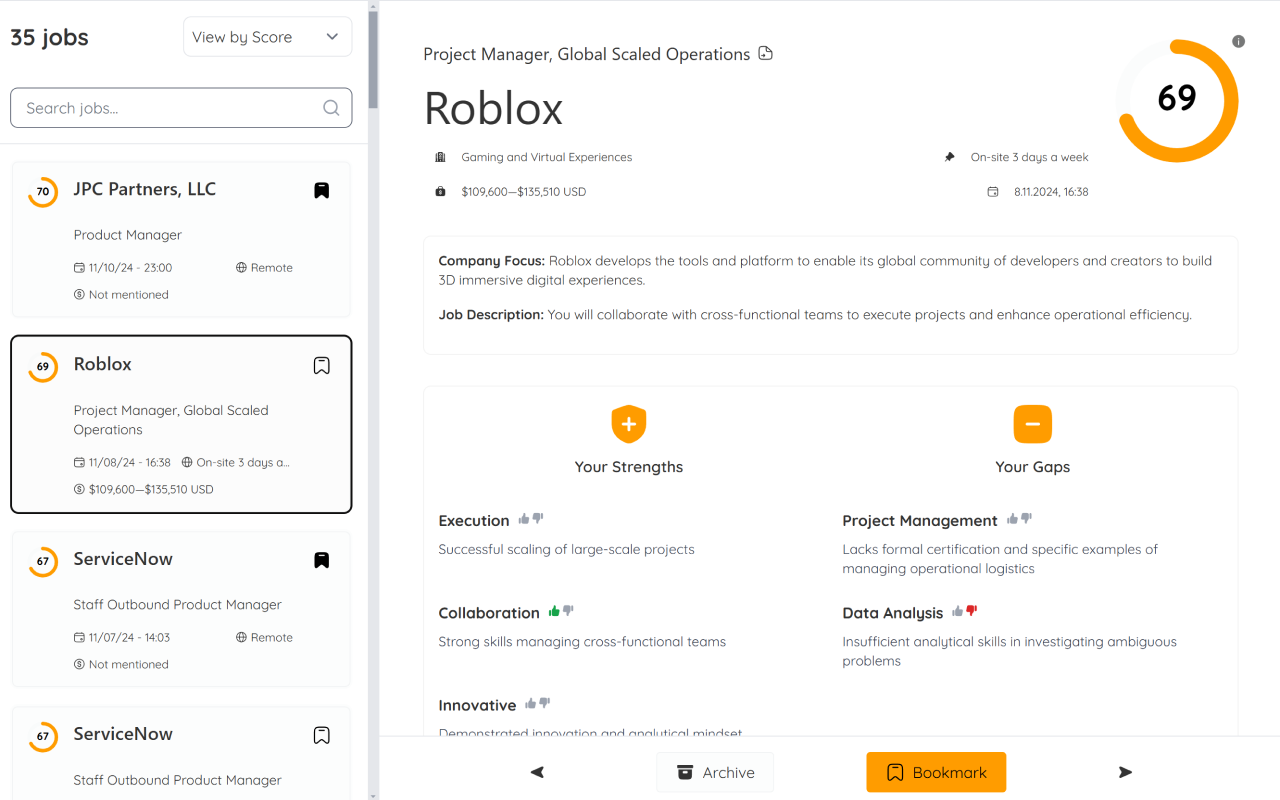 35 jobs
View by Score
Search jobs...
70
JPC Partners, LLC
Product Manager
11/10/24 - 23:00
Remote
Not mentioned
69
Roblox
Project Manager, Global Scaled
Operations
11/08/24 - 16:38
On-site 3 days a...
$109,600—$135,510 USD
67
ServiceNow
Staff Outbound Product Manager
11/07/24 - 14:03
Remote
Not mentioned
67
ServiceNow
Staff Outbound Product Manager
Project Manager, Global Scaled Operations
Roblox
69
Gaming and Virtual Experiences
On-site 3 days a week
$109,600—$135,510 USD
8.11.2024, 16:38
Company Focus: Roblox develops the tools and platform to enable its global community of developers and creators to build
3D immersive digital experiences.
Job Description: You will collaborate with cross-functional teams to execute projects and enhance operational efficiency.
Your Strengths
Execution
Successful scaling of large-scale projects
Collaboration
Strong skills managing cross-functional teams
Innovative
Demonstrated innovation and analytical mindset
Your Gaps
Project Management
Lacks formal certification and specific examples of
managing operational logistics
Data Analysis
Insufficient analytical skills in investigating ambiguous
problems
Archive
Bookmark